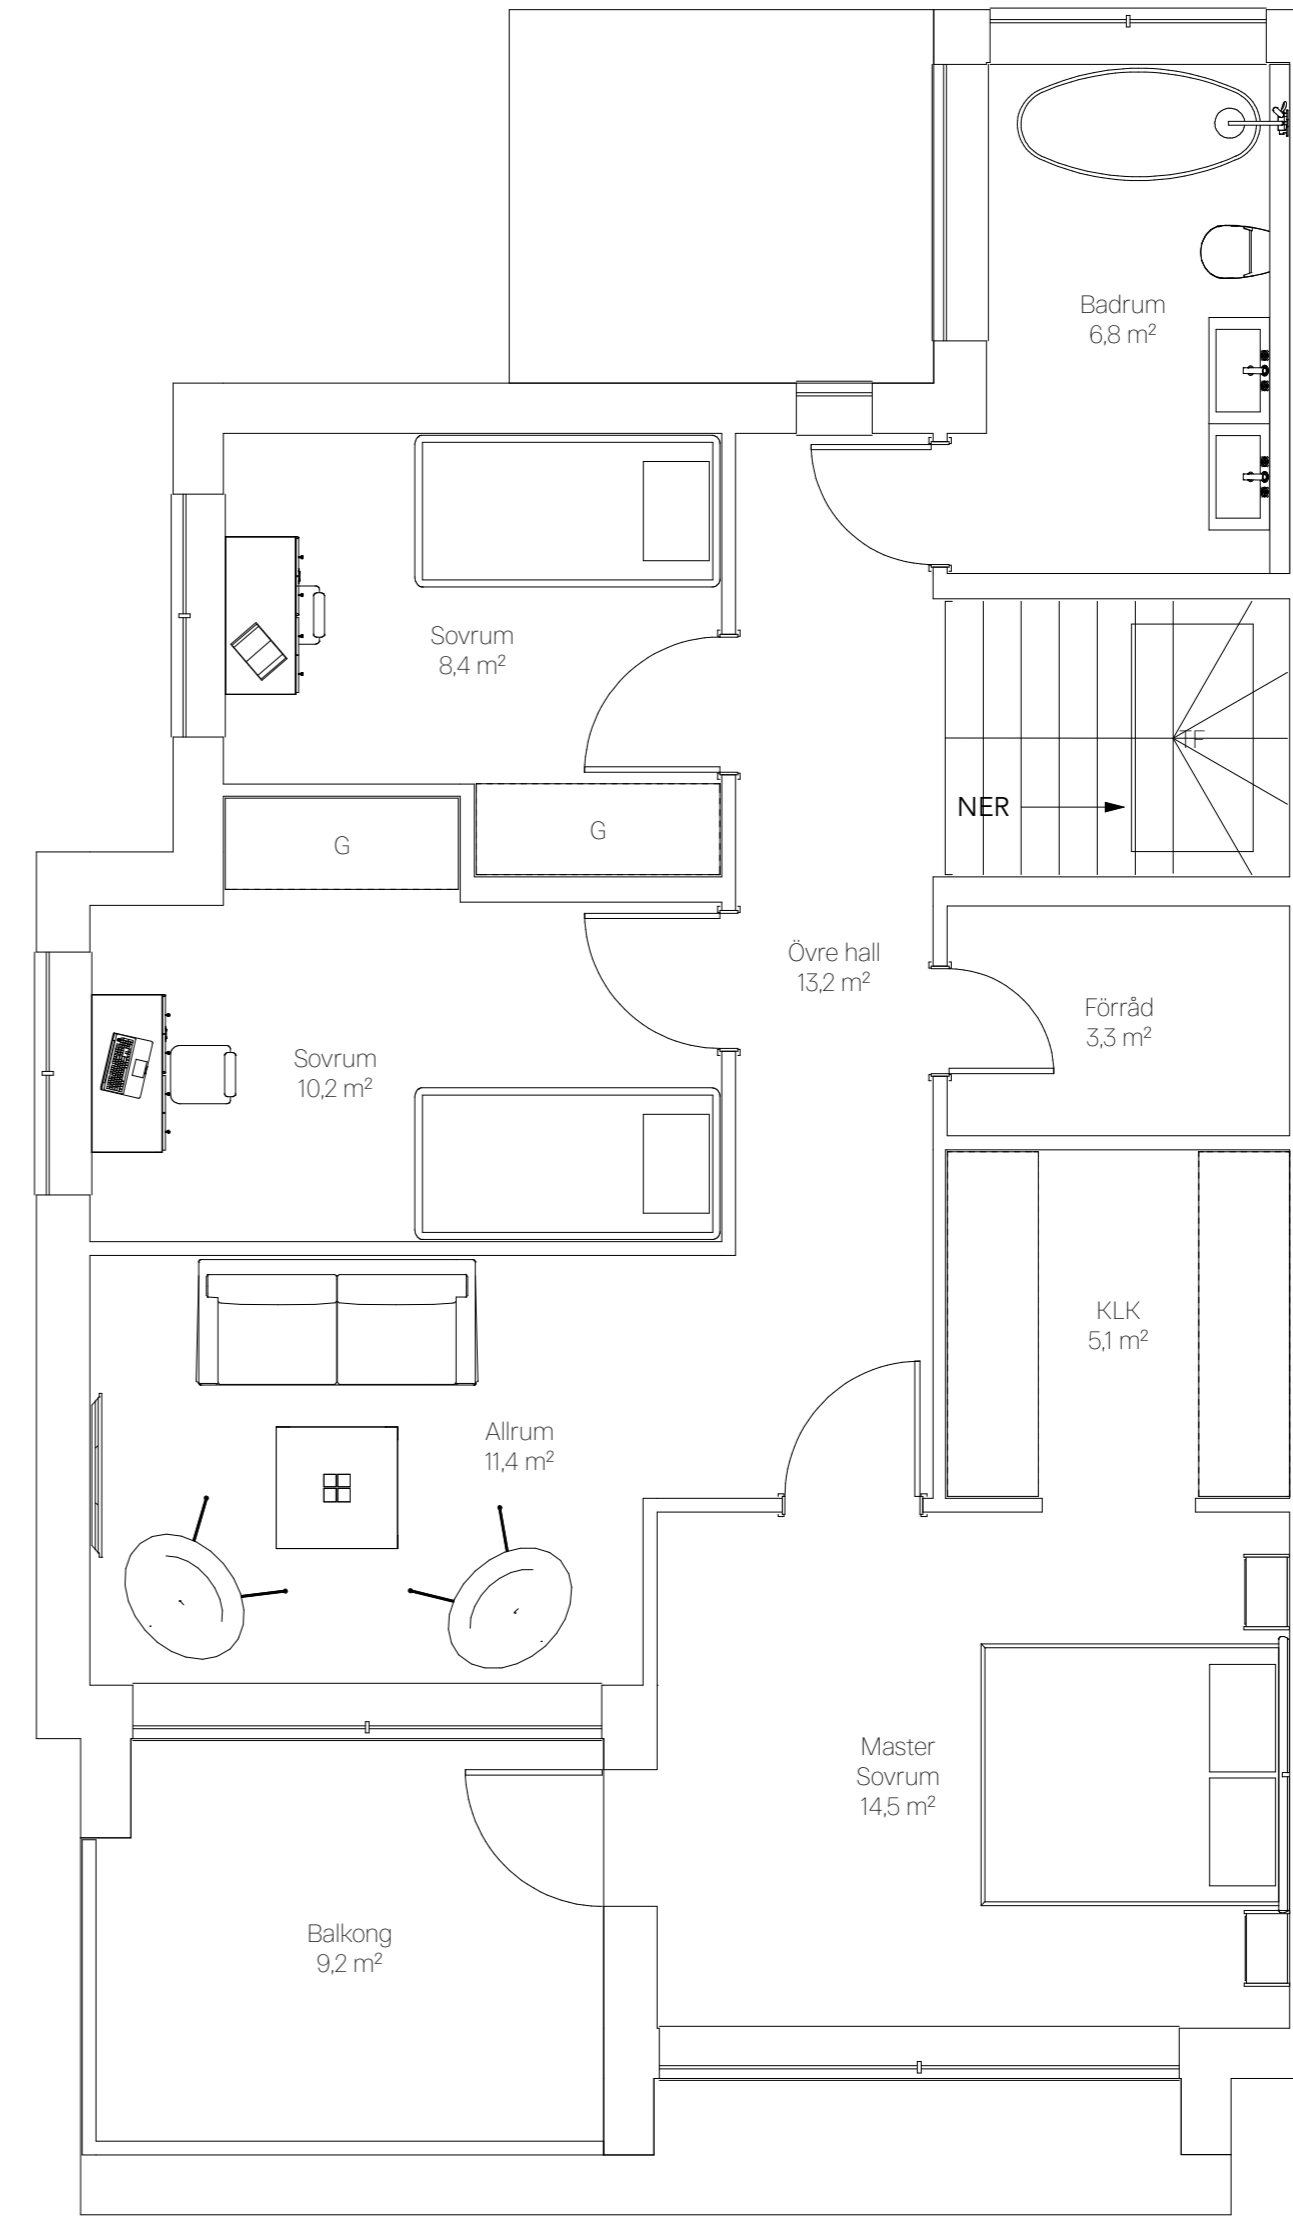 Badrum
6,8 m²
Sovrum
8,4 m²
TF
NER
G
G
Övre hall
13,2 m²
Förråd
3,3 m²
Sovrum
10,2 m²
KLK
5,1 m²
Allrum
11,4 m²
Master
Sovrum
14,5 m²
Balkong
9,2 m²